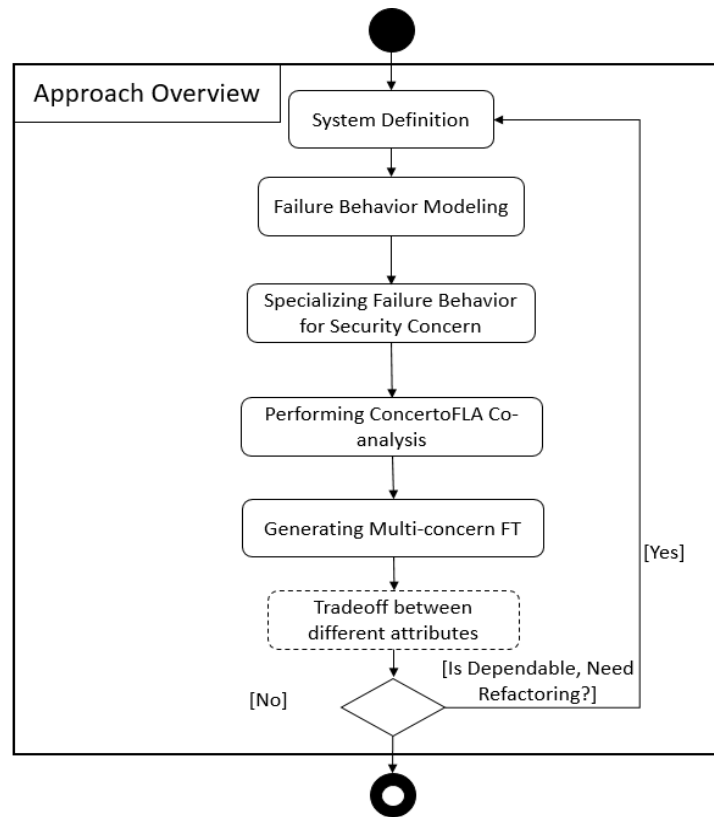 Approach Overview
System Definition
Failure Behavior Modeling
Specializing Failure Behavior
for Security Concern
Performing ConcertoFLA Co-
analysis
Generating Multi-concern FT
[Yes]
Tradeoff between
different attributes
[Is Dependable, Need
Refactoring?]
[No]